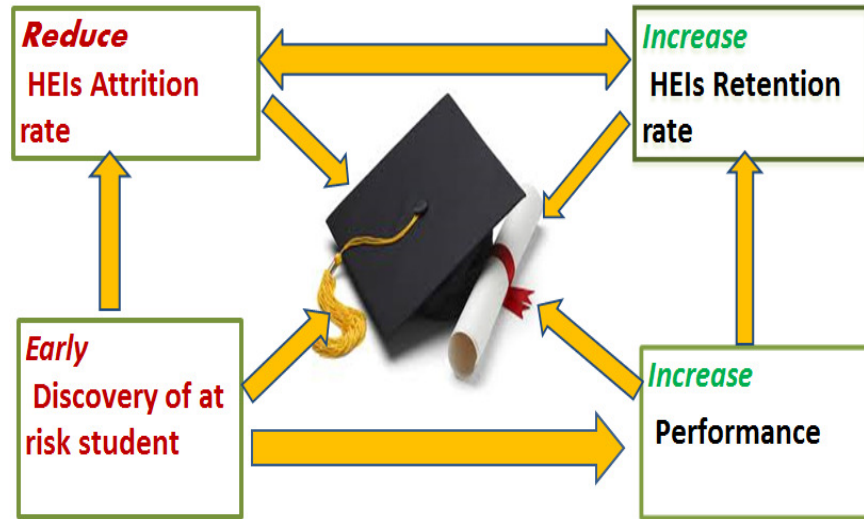 Reduce
HEIs Attrition
rate
Increase
HEIs Retention
rate
Early
Discovery of at
risk student
Increase
Performance